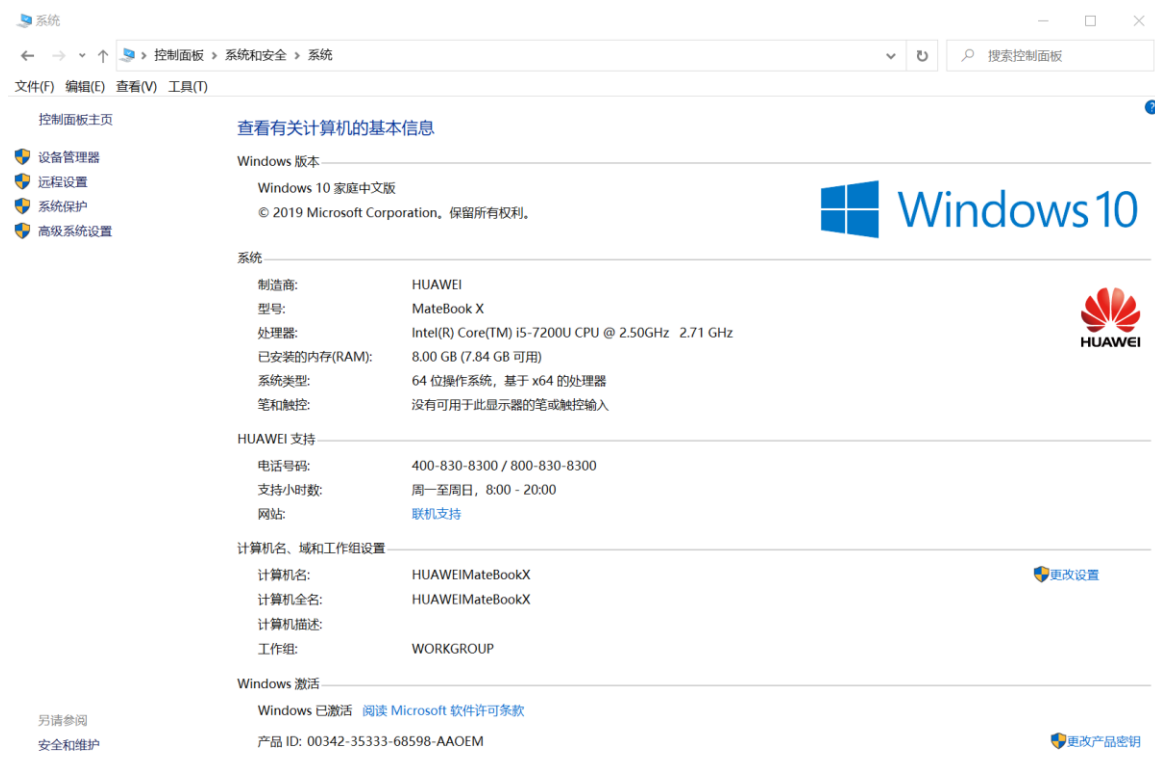 系统
控制面板 › 系统和安全 › 系统
搜索控制面板
文件(F) 编辑(E) 查看(V) 工具(T)
控制面板主页
设备管理器
远程设置
系统保护
高级系统设置
查看有关计算机的基本信息
Windows 版本
Windows 10 家庭中文版
© 2019 Microsoft Corporation。保留所有权利。
Windows 10
系统
制造商: HUAWEI
型号: MateBook X
处理器: Intel(R) Core(TM) i5-7200U CPU @ 2.50GHz 2.71 GHz
已安装的内存(RAM): 8.00 GB (7.84 GB 可用)
系统类型: 64 位操作系统，基于 x64 的处理器
笔和触控: 没有可用于此显示器的笔或触控输入
HUAWEI
HUAWEI 支持
电话号码: 400-830-8300 / 800-830-8300
支持小时数: 周一至周日，8:00 - 20:00
网站: 联机支持
计算机名、域和工作组设置
计算机名: HUAWEIMateBookX 更改设置
计算机全名: HUAWEIMateBookX
计算机描述:
工作组: WORKGROUP
Windows 激活
Windows 已激活 阅读 Microsoft 软件许可条款
产品 ID: 00342-35333-68598-AAOEM 更改产品密钥
另请参阅
安全和维护